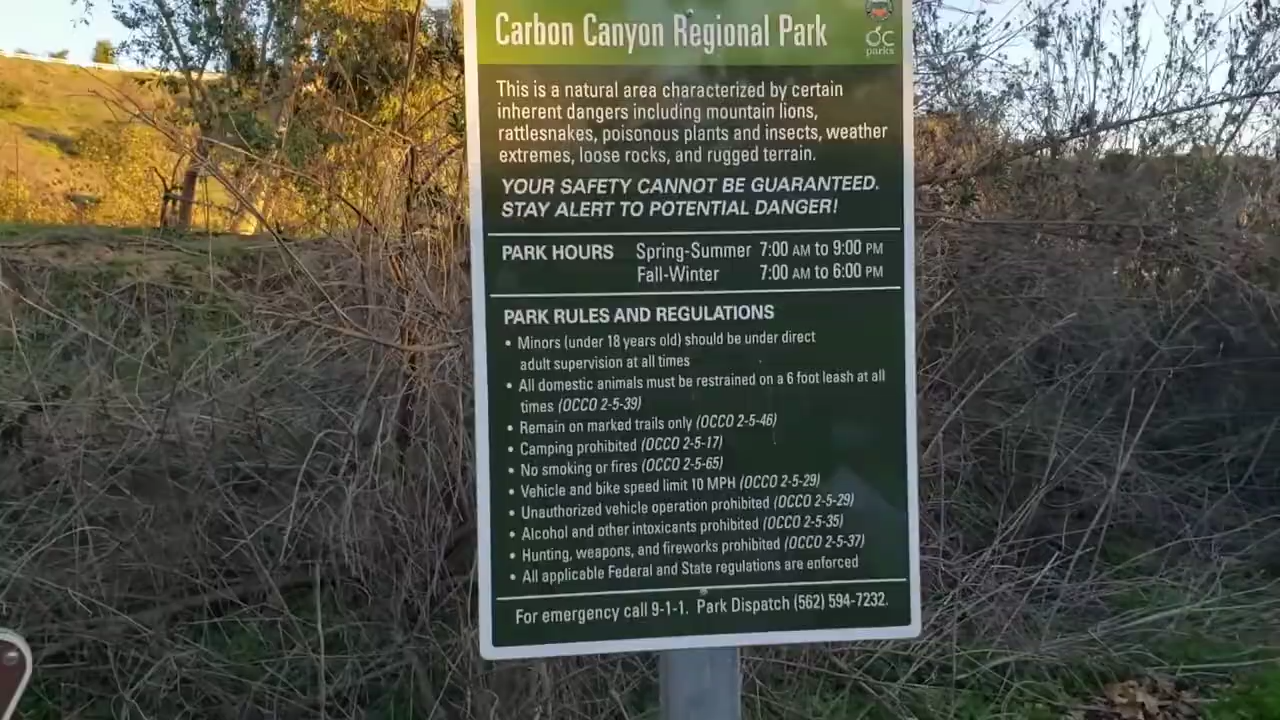 Carbon Canyon Regional Park
OC
parks
This is a natural area characterized by certain
inherent dangers including mountain lions,
rattlesnakes, poisonous plants and insects, weather
extremes, loose rocks, and rugged terrain.
YOUR SAFETY CANNOT BE GUARANTEED.
STAY ALERT TO POTENTIAL DANGER!
PARK HOURS Spring-Summer 7:00 AM to 9:00 PM
Fall-Winter 7:00 AM to 6:00 PM
PARK RULES AND REGULATIONS
• Minors (under 18 years old) should be under direct
adult supervision at all times
• All domestic animals must be restrained on a 6 foot leash at all
times (OCCO 2-5-39)
• Remain on marked trails only (OCCO 2-5-46)
• Camping prohibited (OCCO 2-5-17)
• No smoking or fires (OCCO 2-5-65)
• Vehicle and bike speed limit 10 MPH (OCCO 2-5-29)
• Unauthorized vehicle operation prohibited (OCCO 2-5-29)
• Alcohol and other intoxicants prohibited (OCCO 2-5-35)
• Hunting, weapons, and fireworks prohibited (OCCO 2-5-37)
• All applicable Federal and State regulations are enforced
For emergency call 9-1-1. Park Dispatch (562) 594-7232.